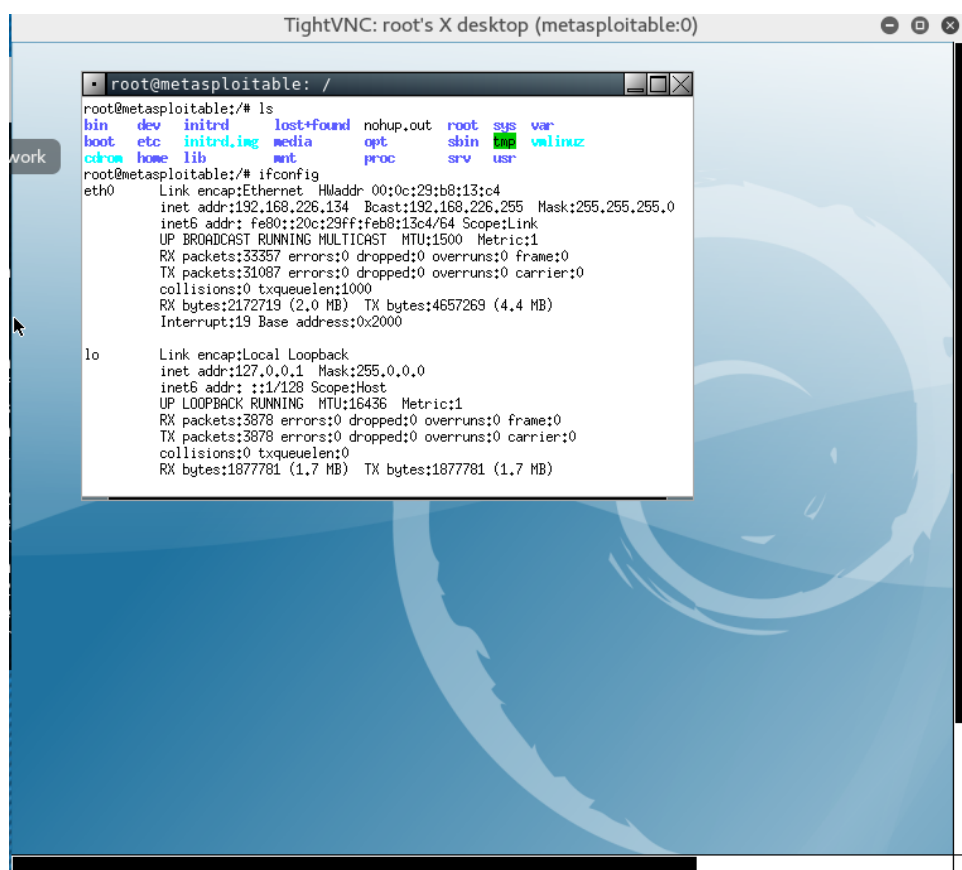 TightVNC: root's X desktop (metasploitable:0)
root@metasploitable: /
root@metasploitable:/# ls
bin dev initrd lost+found nohup.out root sys var
boot etc initrd.img media opt sbin tmp vmlinuz
cdrom home lib mnt proc srv usr
work
root@metasploitable:/# ifconfig
eth0 Link encap:Ethernet HWaddr 00:0c:29:b8:13:c4
inet addr:192.168.226.134 Bcast:192.168.226.255 Mask:255.255.255.0
inet6 addr: fe80::20c:29ff:feb8:13c4/64 Scope:Link
UP BROADCAST RUNNING MULTICAST MTU:1500 Metric:1
RX packets:33357 errors:0 dropped:0 overruns:0 frame:0
TX packets:31087 errors:0 dropped:0 overruns:0 carrier:0
collisions:0 txqueuelen:1000
RX bytes:2172719 (2.0 MB) TX bytes:4657269 (4.4 MB)
Interrupt:19 Base address:0x2000
lo Link encap:Local Loopback
inet addr:127.0.0.1 Mask:255.0.0.0
inet6 addr: ::1/128 Scope:Host
UP LOOPBACK RUNNING MTU:16436 Metric:1
RX packets:3878 errors:0 dropped:0 overruns:0 frame:0
TX packets:3878 errors:0 dropped:0 overruns:0 carrier:0
collisions:0 txqueuelen:0
RX bytes:1877781 (1.7 MB) TX bytes:1877781 (1.7 MB)